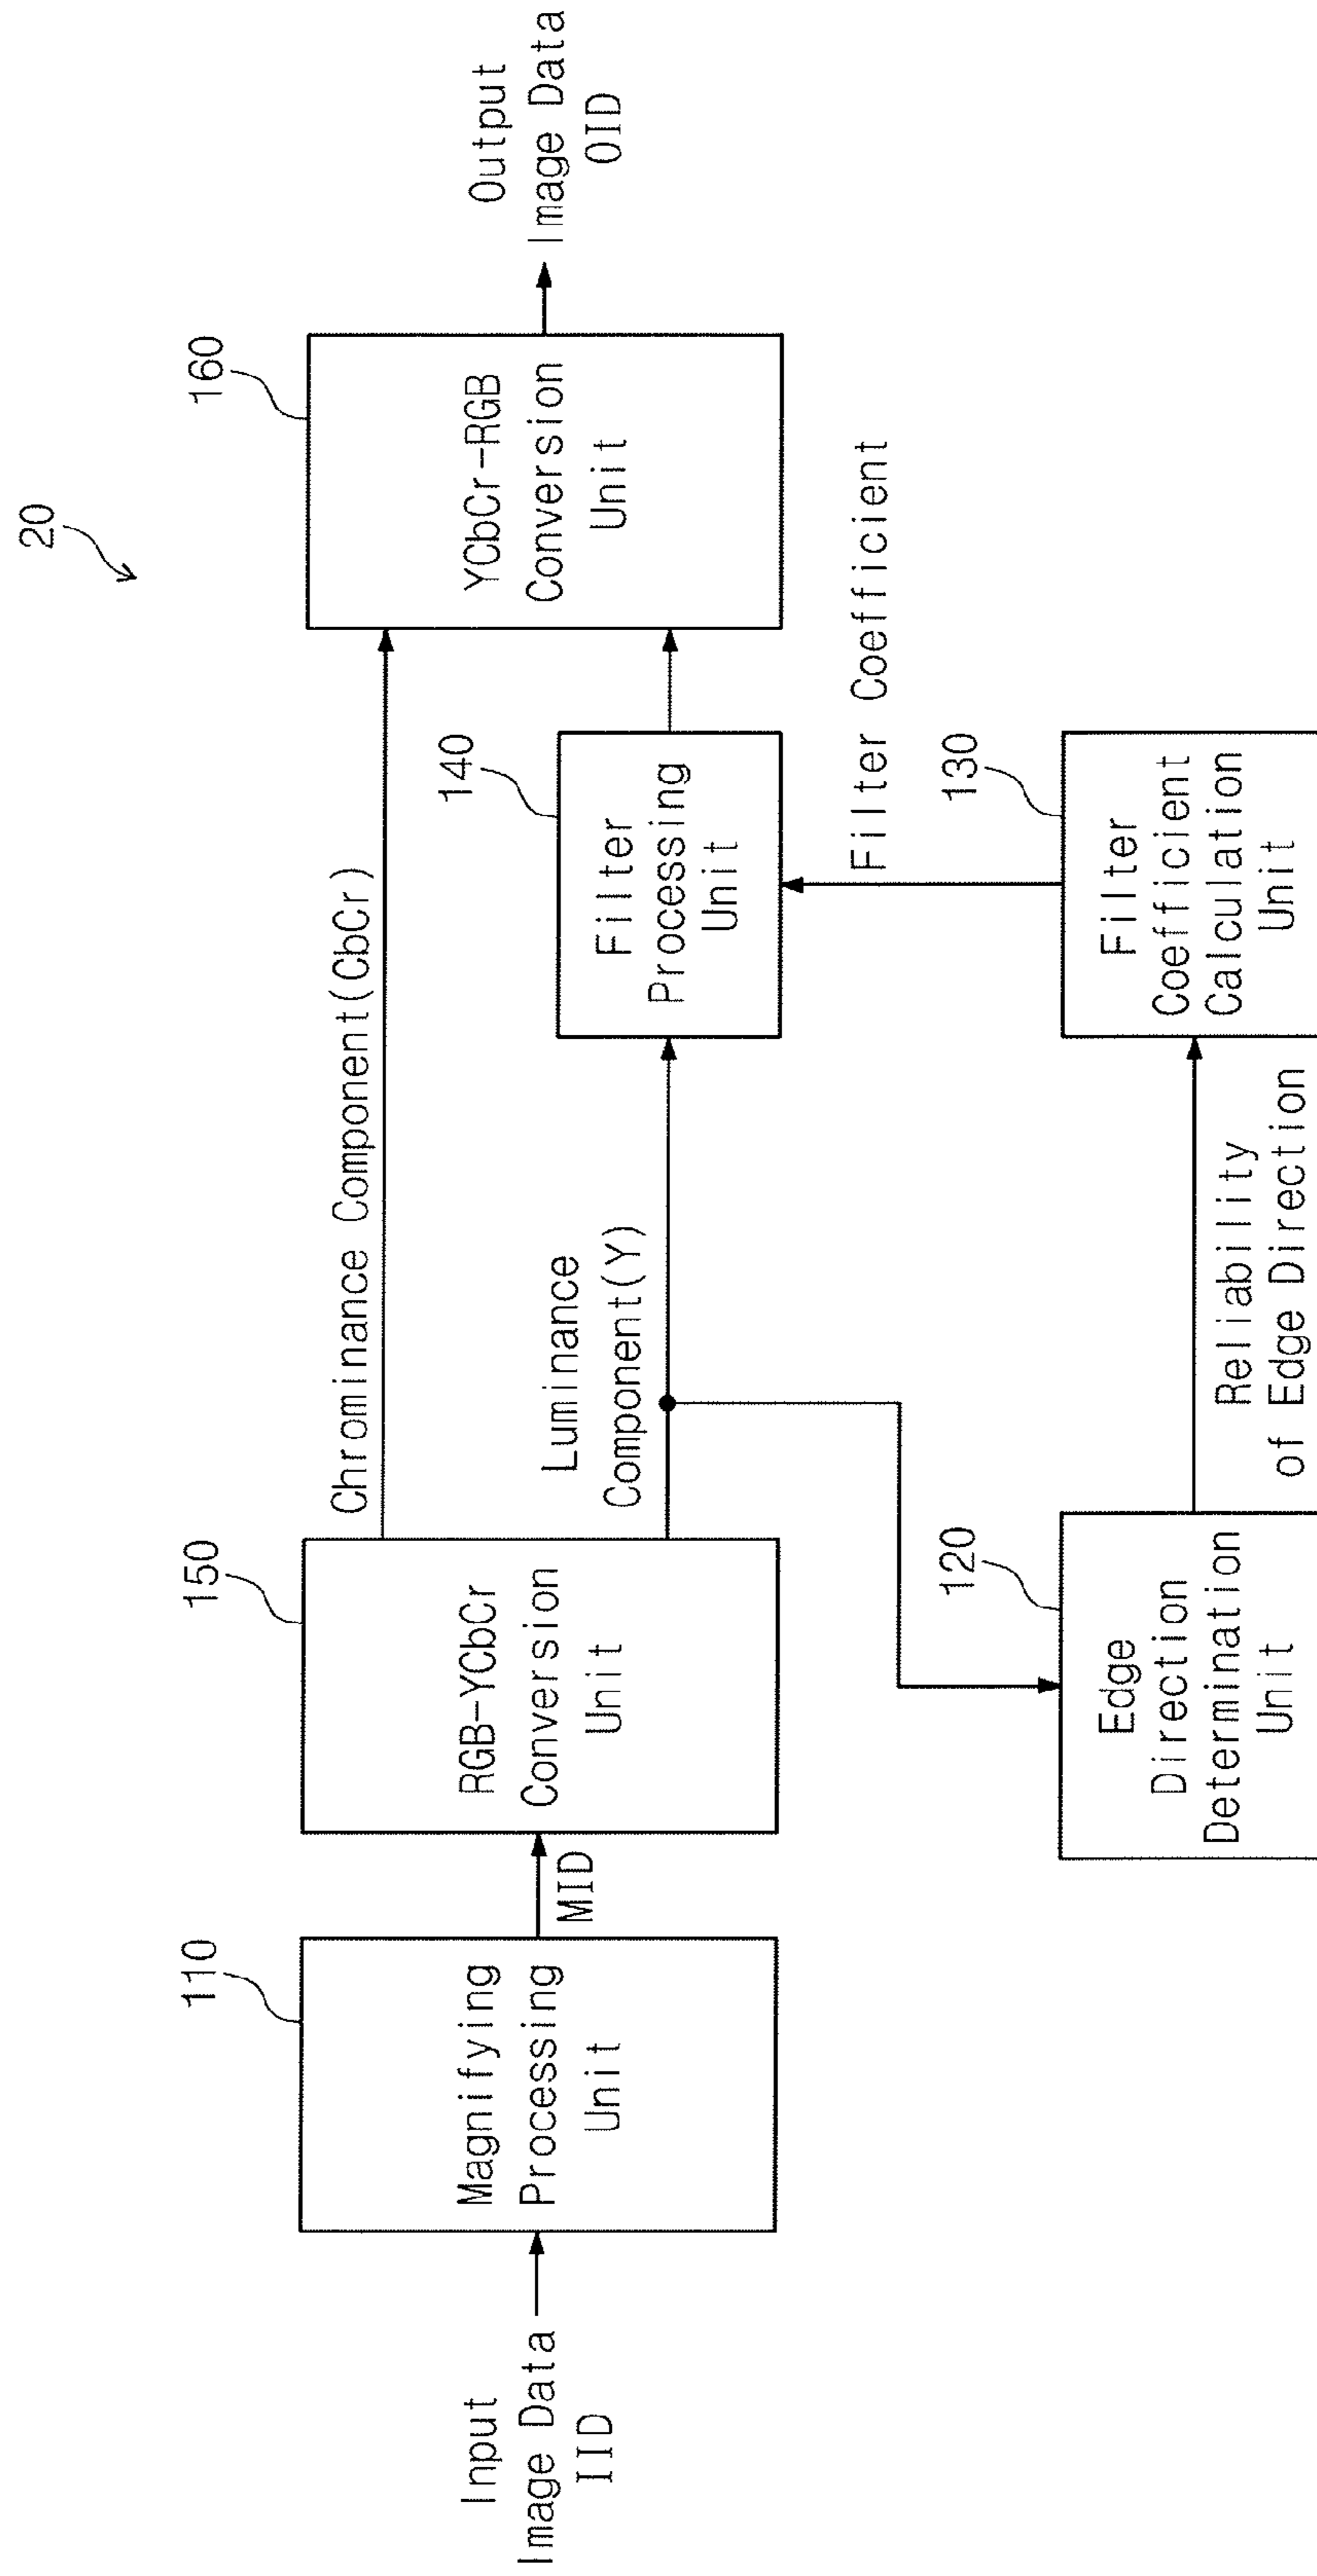 20
Input
Image Data
IID
110
Magnifying
Processing
Unit
MID
150
RGB-YCbCr
Conversion
Unit
Chrominance Component(CbCr)
Luminance
Component(Y)
140
Filter
Processing
Unit
160
YCbCr-RGB
Conversion
Unit
Output
Image Data
OID
120
Edge
Direction
Determination
Unit
Reliability
of Edge Direction
130
Filter
Coefficient
Calculation
Unit
Filter Coefficient